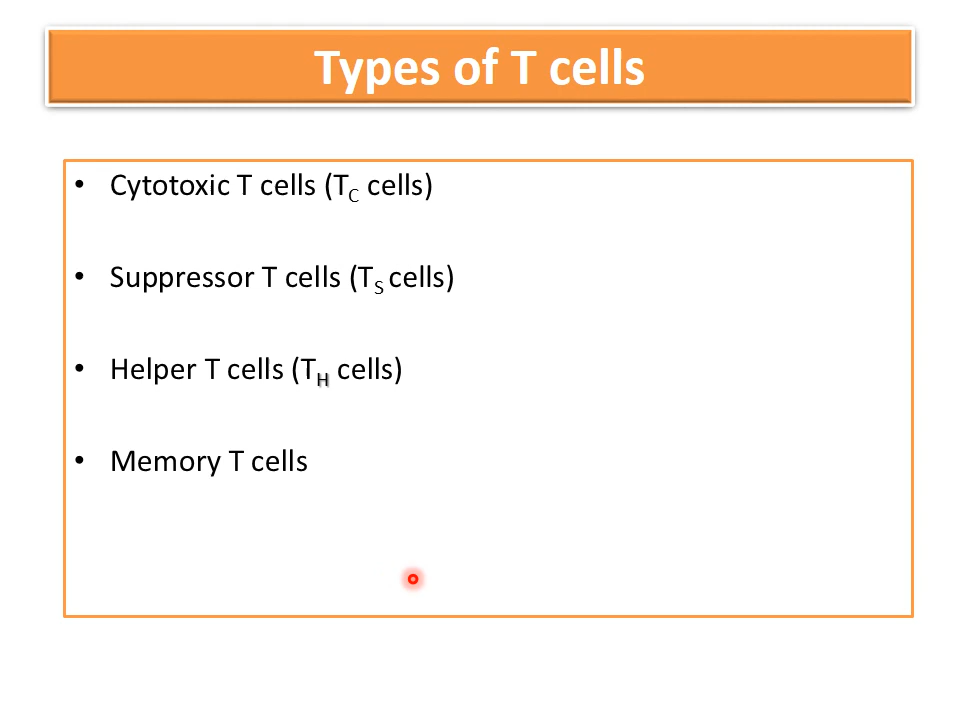 Types of T cells
• Cytotoxic T cells (TC cells)
• Suppressor T cells (TS cells)
• Helper T cells (TH cells)
• Memory T cells